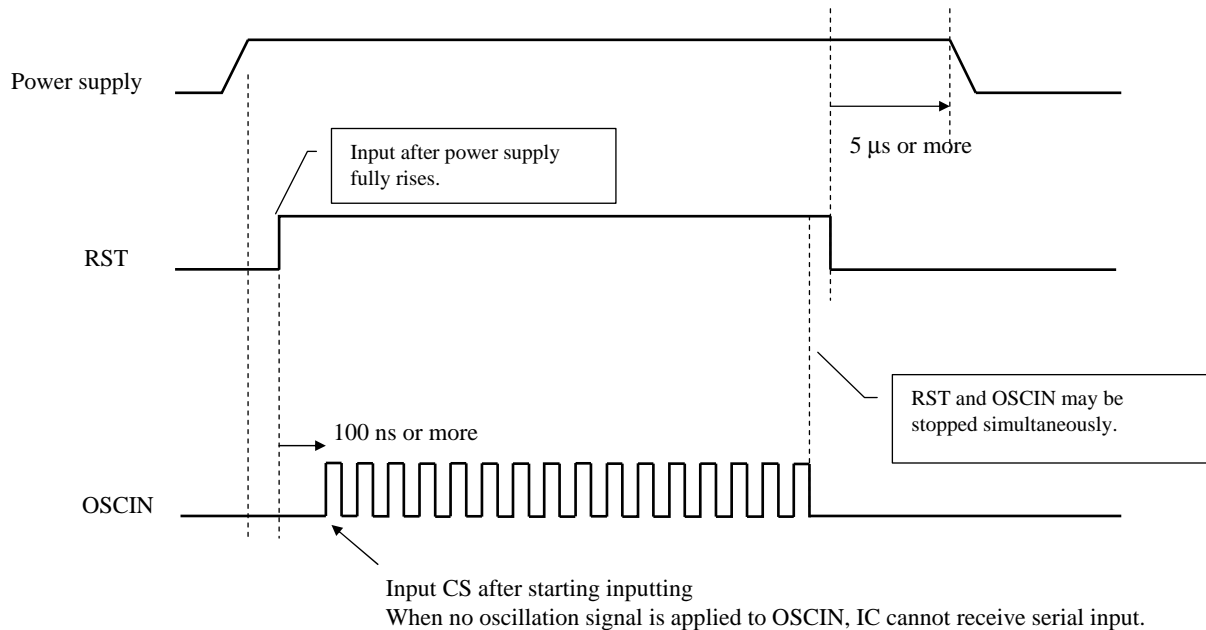 Power supply
5 μs or more
Input after power supply
fully rises.
RST
RST and OSCIN may be
stopped simultaneously.
100 ns or more
OSCIN
Input CS after starting inputting
When no oscillation signal is applied to OSCIN, IC cannot receive serial input.